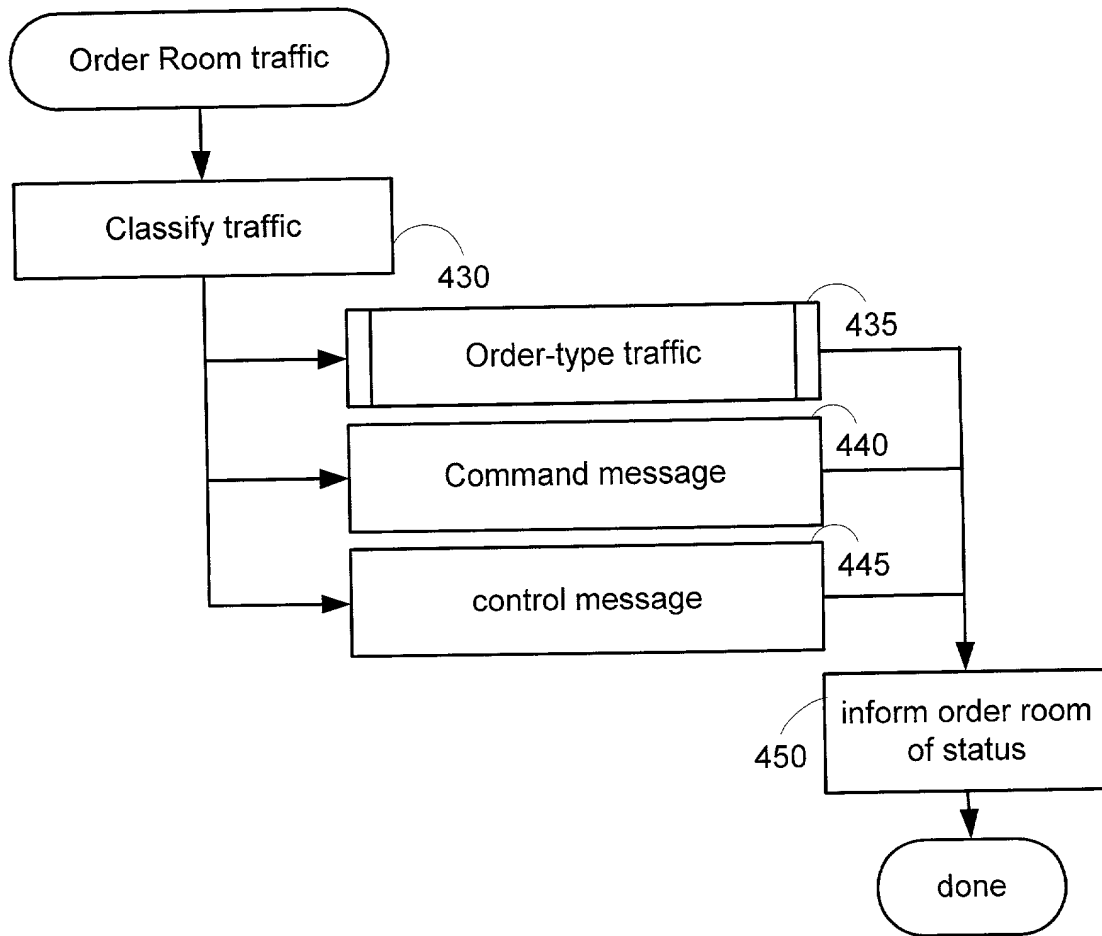 Order Room traffic
Classify traffic
430
Order-type traffic
435
Command message
440
control message
445
inform order room
of status
450
done